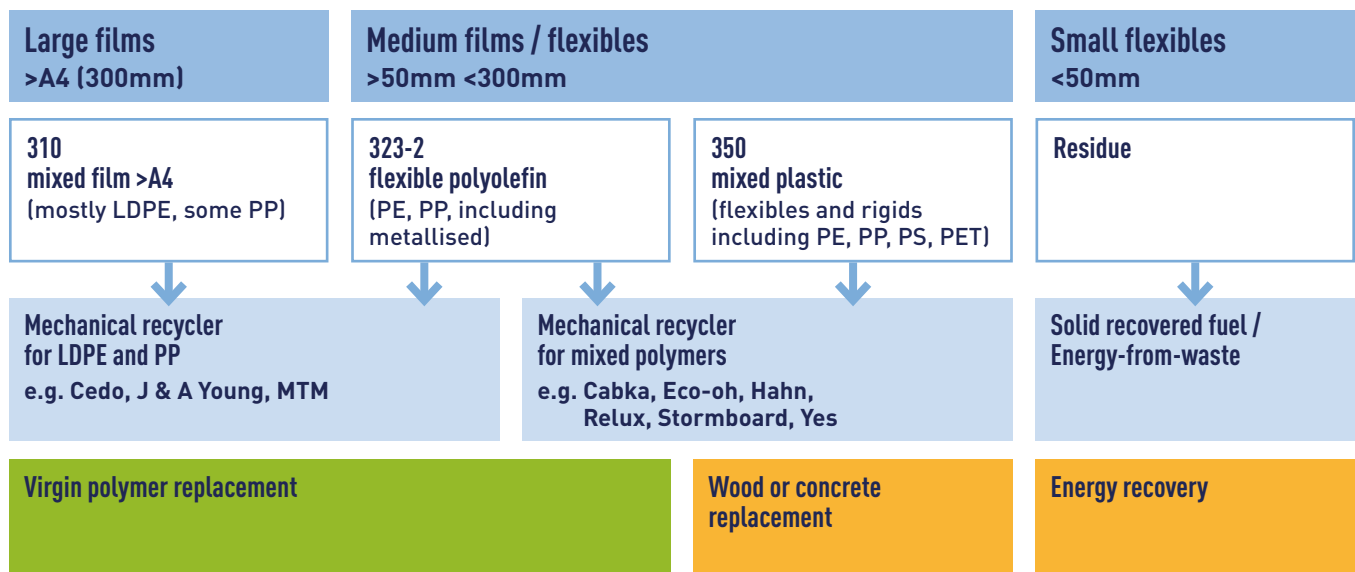 Large films
>A4 (300mm)
Medium films / flexibles
>50mm <300mm
Small flexibles
<50mm
310
mixed film >A4
(mostly LDPE, some PP)
323-2
flexible polyolefin
(PE, PP, including
metallised)
350
mixed plastic
(flexibles and rigids
including PE, PP, PS, PET)
Residue
Mechanical recycler
for LDPE and PP
e.g. Cedo, J & A Young, MTM
Mechanical recycler
for mixed polymers
e.g. Cabka, Eco-oh, Hahn,
Relux, Stormboard, Yes
Solid recovered fuel /
Energy-from-waste
Virgin polymer replacement
Wood or concrete
replacement
Energy recovery